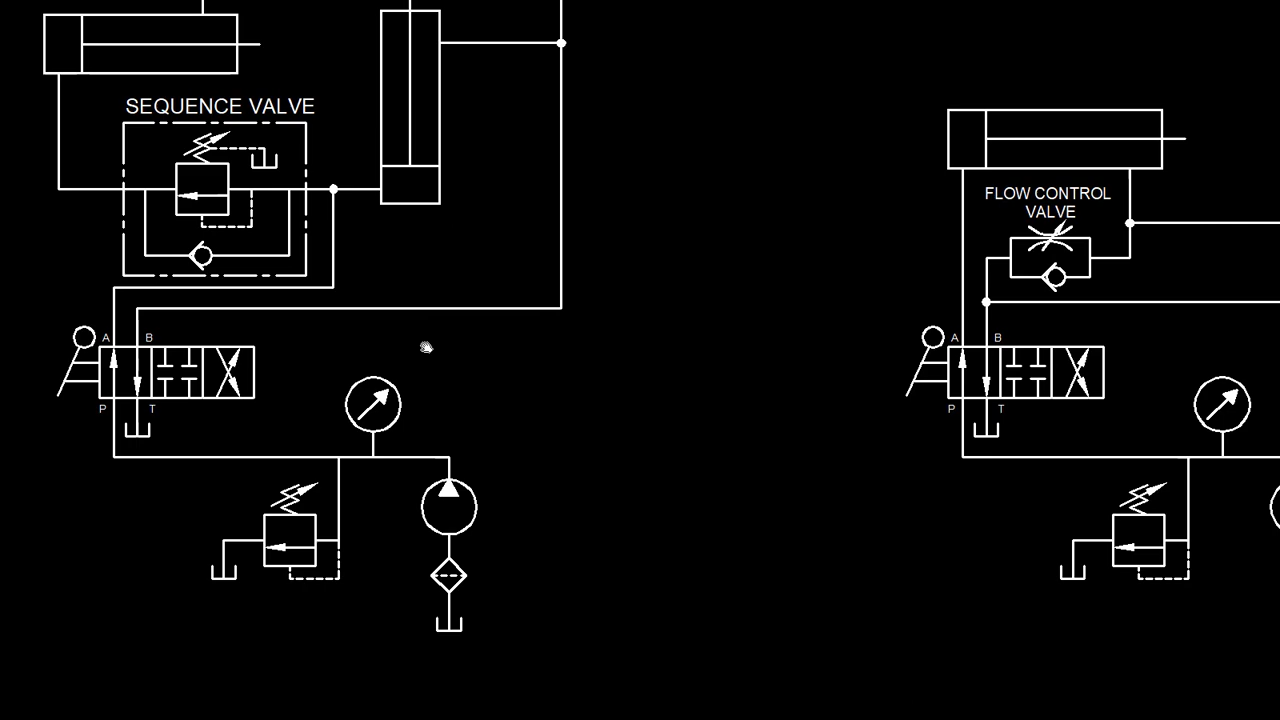 SEQUENCE VALVE
FLOW CONTROL
VALVE
A B
P T
A B
P T